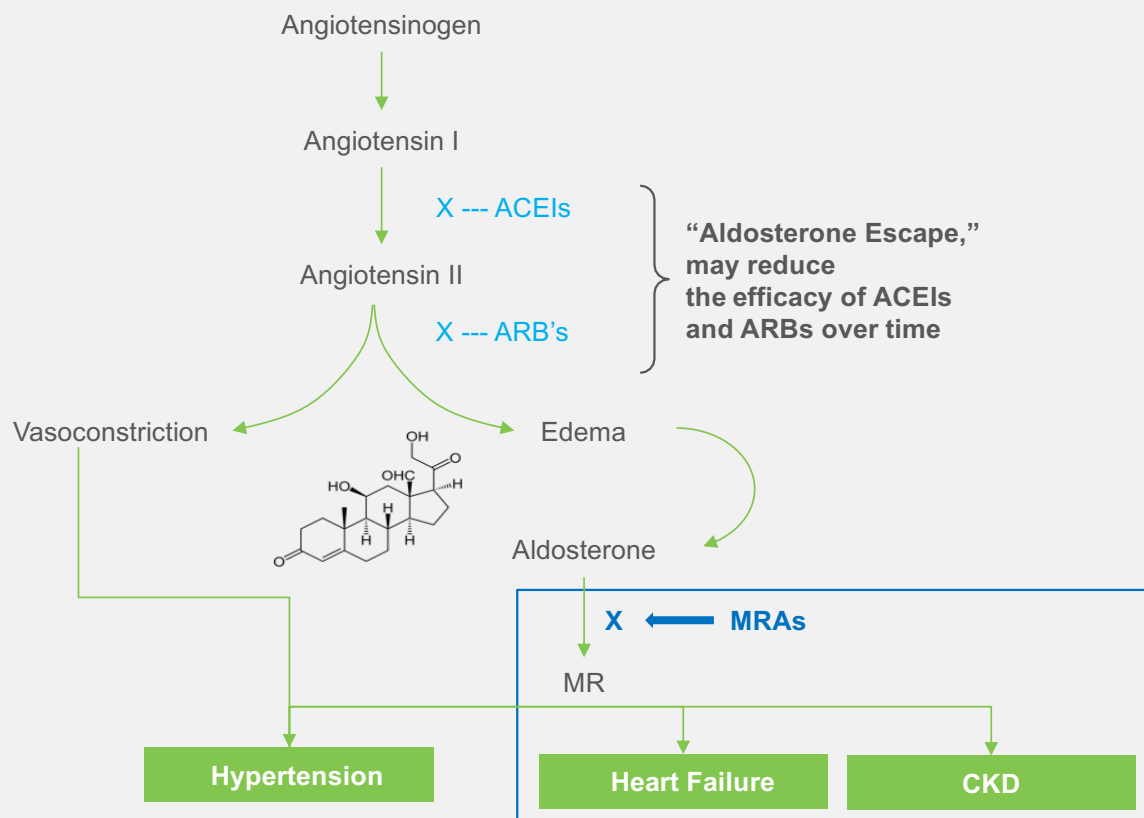 Angiotensinogen
Angiotensin I
X --- ACEIs
“Aldosterone Escape,”
may reduce
the efficacy of ACEIs
and ARBs over time
Angiotensin II
X --- ARB’s
Vasoconstriction
Edema
OH
HO
OHC
O
H
H
H
H
O
Aldosterone
X
MRAs
MR
Hypertension
Heart Failure
CKD